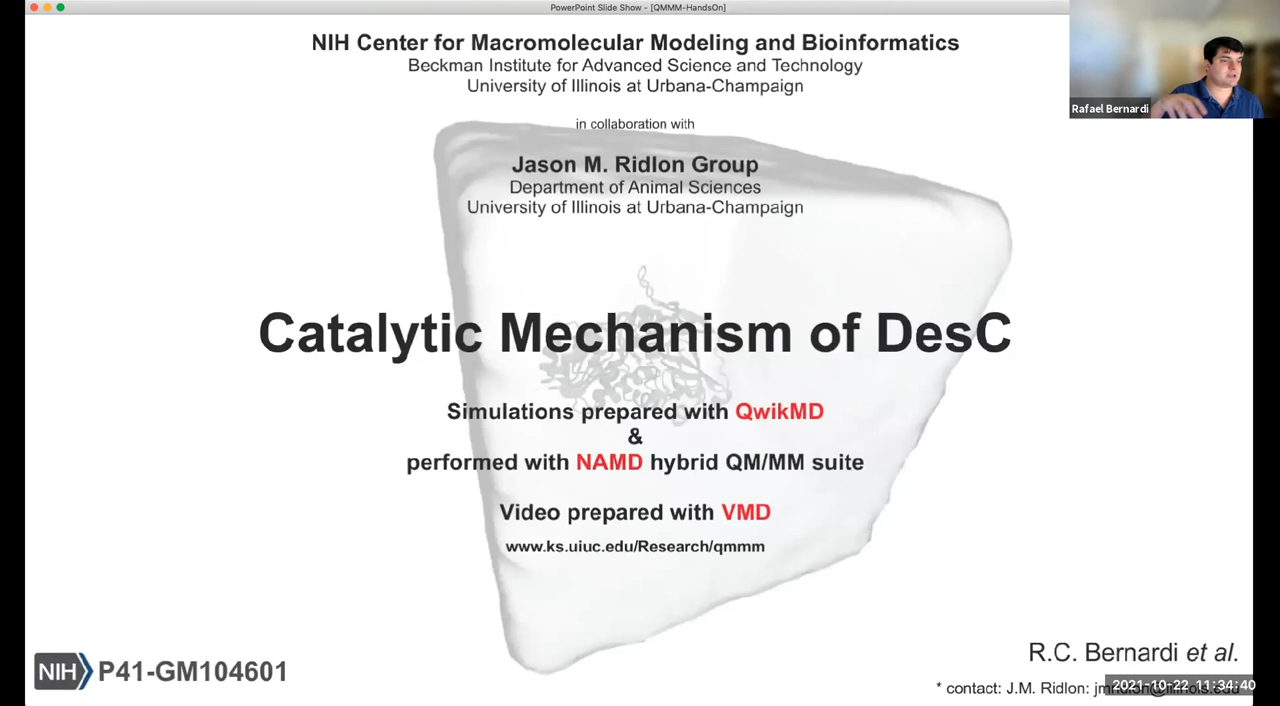 PowerPoint Slide Show - [QMMM-HandsOn]
NIH Center for Macromolecular Modeling and Bioinformatics
Beckman Institute for Advanced Science and Technology
University of Illinois at Urbana-Champaign
Rafael Bernardi
in collaboration with
Jason M. Ridlon Group
Department of Animal Sciences
University of Illinois at Urbana-Champaign
Catalytic Mechanism of DesC
Simulations prepared with QwikMD
&
performed with NAMD hybrid QM/MM suite
Video prepared with VMD
www.ks.uiuc.edu/Research/qmmm
NIH P41-GM104601
R.C. Bernardi et al.
* contact: J.M. Ridlon:
2021-10-22 11:34:40